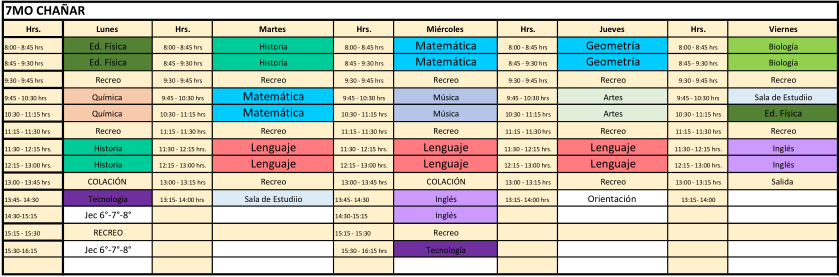 7MO CHAÑAR
Hrs. Lunes Hrs. Martes Hrs. Miércoles Hrs. Jueves Hrs. Viernes
8:00 - 8:45 hrs Ed. Física 8:00 - 8:45 hrs Historia 8:00 - 8:45 hrs Matemática 8:00 - 8:45 hrs Geometría 8:00 - 8:45 hrs Biología
8:45 - 9:30 hrs Ed. Física 8:45 - 9:30 hrs Historia 8:45 - 9:30 hrs Matemática 8:45 - 9:30 hrs Geometría 8:45 - 9:30 hrs Biología
9:30 - 9:45 hrs Recreo 9:30 - 9:45 hrs Recreo 9:30 - 9:45 hrs Recreo 9:30 - 9:45 hrs Recreo 9:30 - 9:45 hrs Recreo
9:45 - 10:30 hrs Química 9:45 - 10:30 hrs Matemática 9:45 - 10:30 hrs Música 9:45 - 10:30 hrs Artes 9:45 - 10:30 hrs Sala de Estudiio
10:30 - 11:15 hrs Química 10:30 - 11:15 hrs Matemática 10:30 - 11:15 hrs Música 10:30 - 11:15 hrs Artes 10:30 - 11:15 hrs Ed. Física
11:15 - 11:30 hrs Recreo 11:15 - 11:30 hrs Recreo 11:15 - 11:30 hrs Recreo 11:15 - 11:30 hrs Recreo 11:15 - 11:30 hrs Recreo
11:30 - 12:15 hrs Historia 11:30 - 12:15 hrs. Lenguaje 11:30 - 12:15 hrs. Lenguaje 11:30 - 12:15 hrs. Lenguaje 11:30 - 12:15 hrs. Inglés
12:15 - 13:00 hrs. Historia 12:15 - 13:00 hrs. Lenguaje 12:15 - 13:00 hrs. Lenguaje 12:15 - 13:00 hrs. Lenguaje 12:15 - 13:00 hrs. Inglés
13:00 - 13:45 hrs COLACIÓN 13:00 - 13:15 hrs Recreo 13:00 - 13:45 hrs COLACIÓN 13:00 - 13:15 hrs Recreo 13:00 - 13:15 hrs Salida
13:45- 14:30 Tecnología 13:15- 14:00 hrs Sala de Estudiio 13:45- 14:30 Inglés 13:15- 14:00 hrs Orientación 13:15- 14:00
14:30-15:15 Jec 6°-7°-8° 14:30-15:15 Inglés
15:15 - 15:30 RECREO 15:15 - 15:30 Recreo
15:30-16:15 Jec 6°-7°-8° 15:30 - 16:15 hrs Tecnología